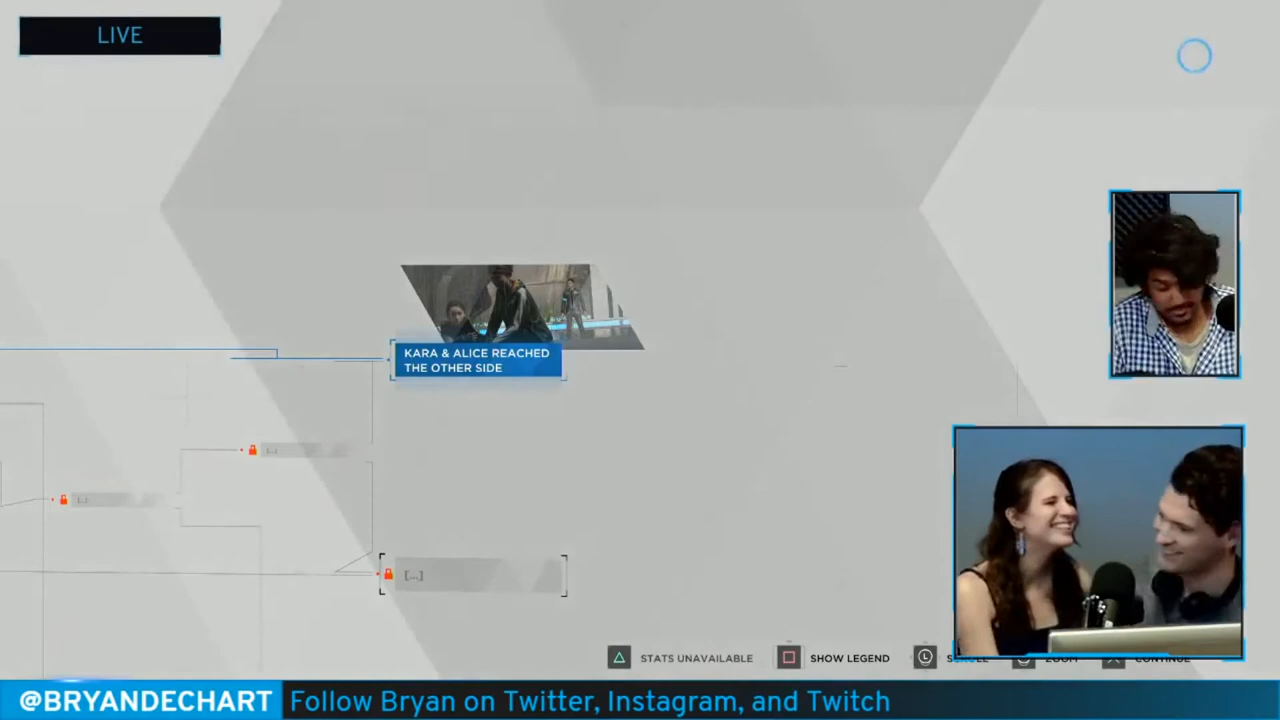 LIVE
KARA & ALICE REACHED
THE OTHER SIDE
[...]
[...]
[...]
STATS UNAVAILABLE
SHOW LEGEND
L
@BRYANDECHART
Follow Bryan on Twitter, Instagram, and Twitch